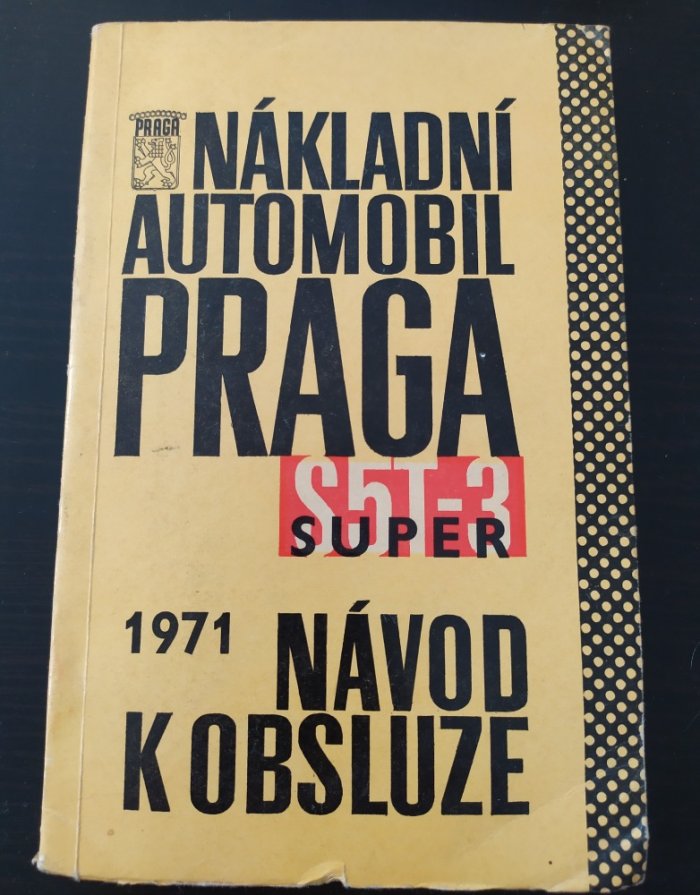 PRAGA
NÁKLADNÍ
AUTOMOBIL
PRAGA
S5T-3
SUPER
1971 NÁVOD
K OBSLUZE